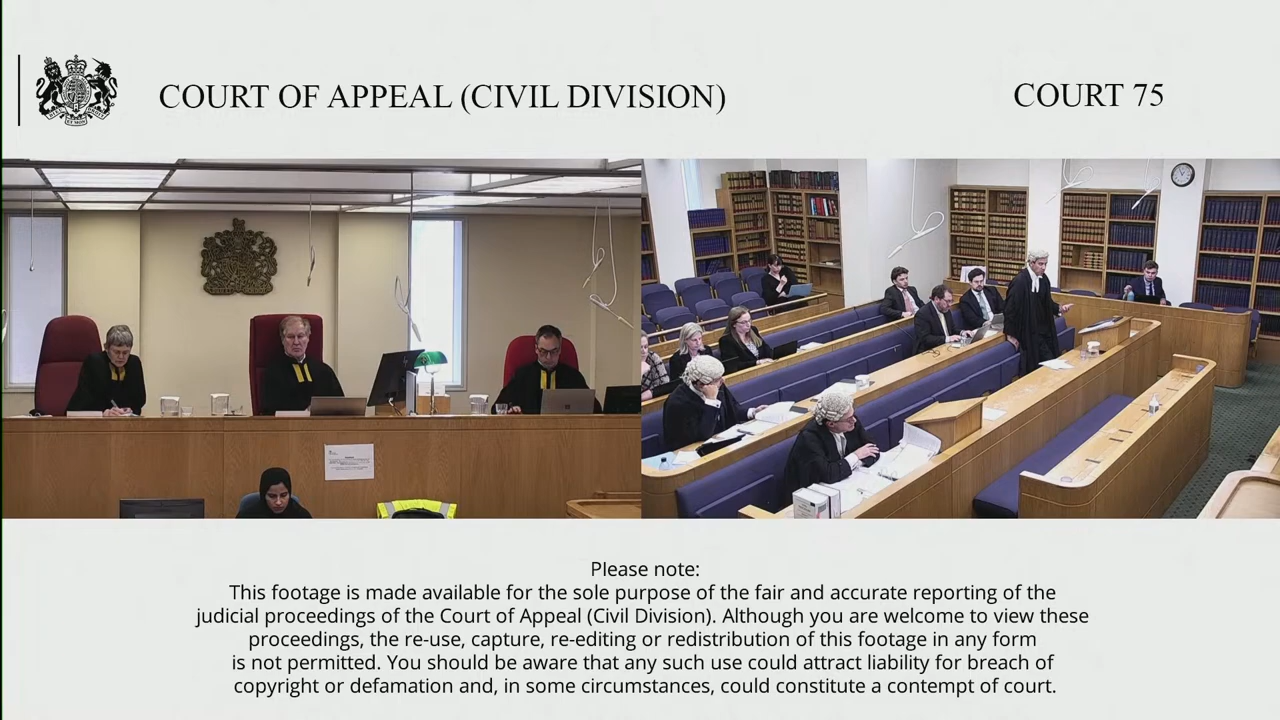 COURT OF APPEAL (CIVIL DIVISION)
COURT 75
Please note:
This footage is made available for the sole purpose of the fair and accurate reporting of the
judicial proceedings of the Court of Appeal (Civil Division). Although you are welcome to view these
proceedings, the re-use, capture, re-editing or redistribution of this footage in any form
is not permitted. You should be aware that any such use could attract liability for breach of
copyright or defamation and, in some circumstances, could constitute a contempt of court.